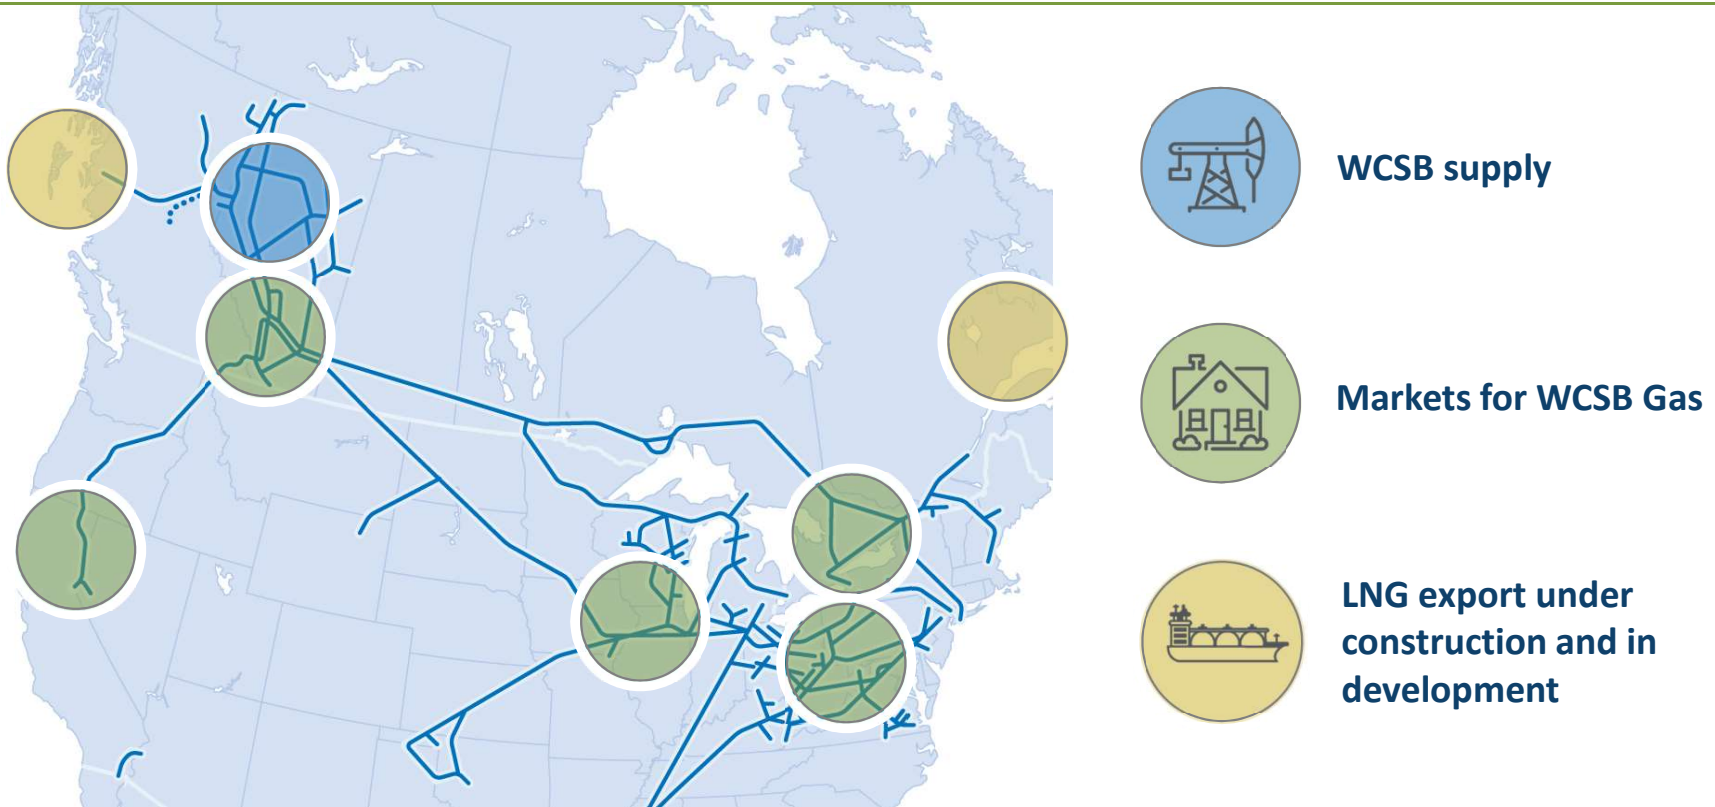 WCSB supply
Markets for WCSB Gas
LNG export under
construction and in
development